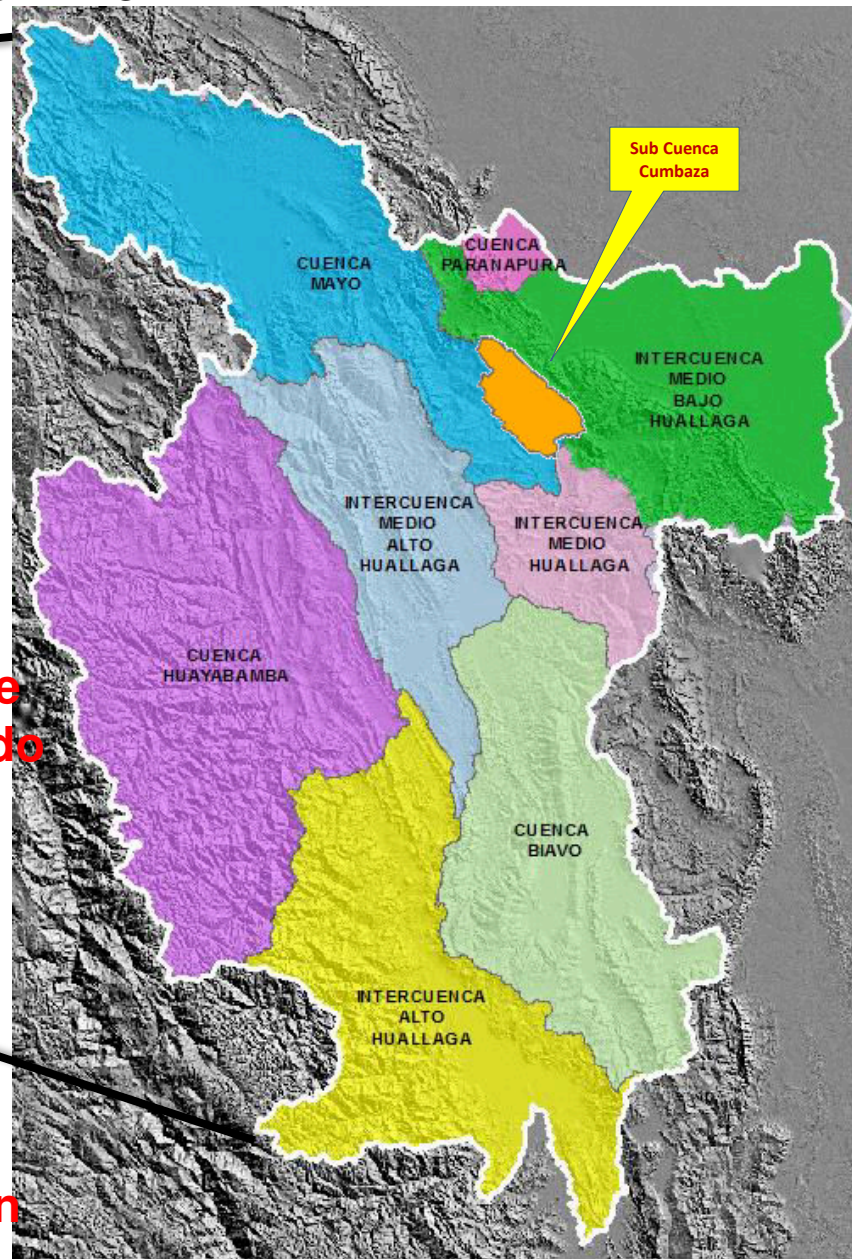 Sub Cuenca
Cumbaza
CUENCA
PARANAPURA
CUENCA
MAYO
INTERCUENCA
MEDIO
BAJO
HUALLAGA
INTERCUENCA
MEDIO
ALTO
HUALLAGA
INTERCUENCA
MEDIO
HUALLAGA
CUENCA
HUAYABAMBA
e
do
CUENCA
BIAVO
INTERCUENCA
ALTO
HUALLAGA
n